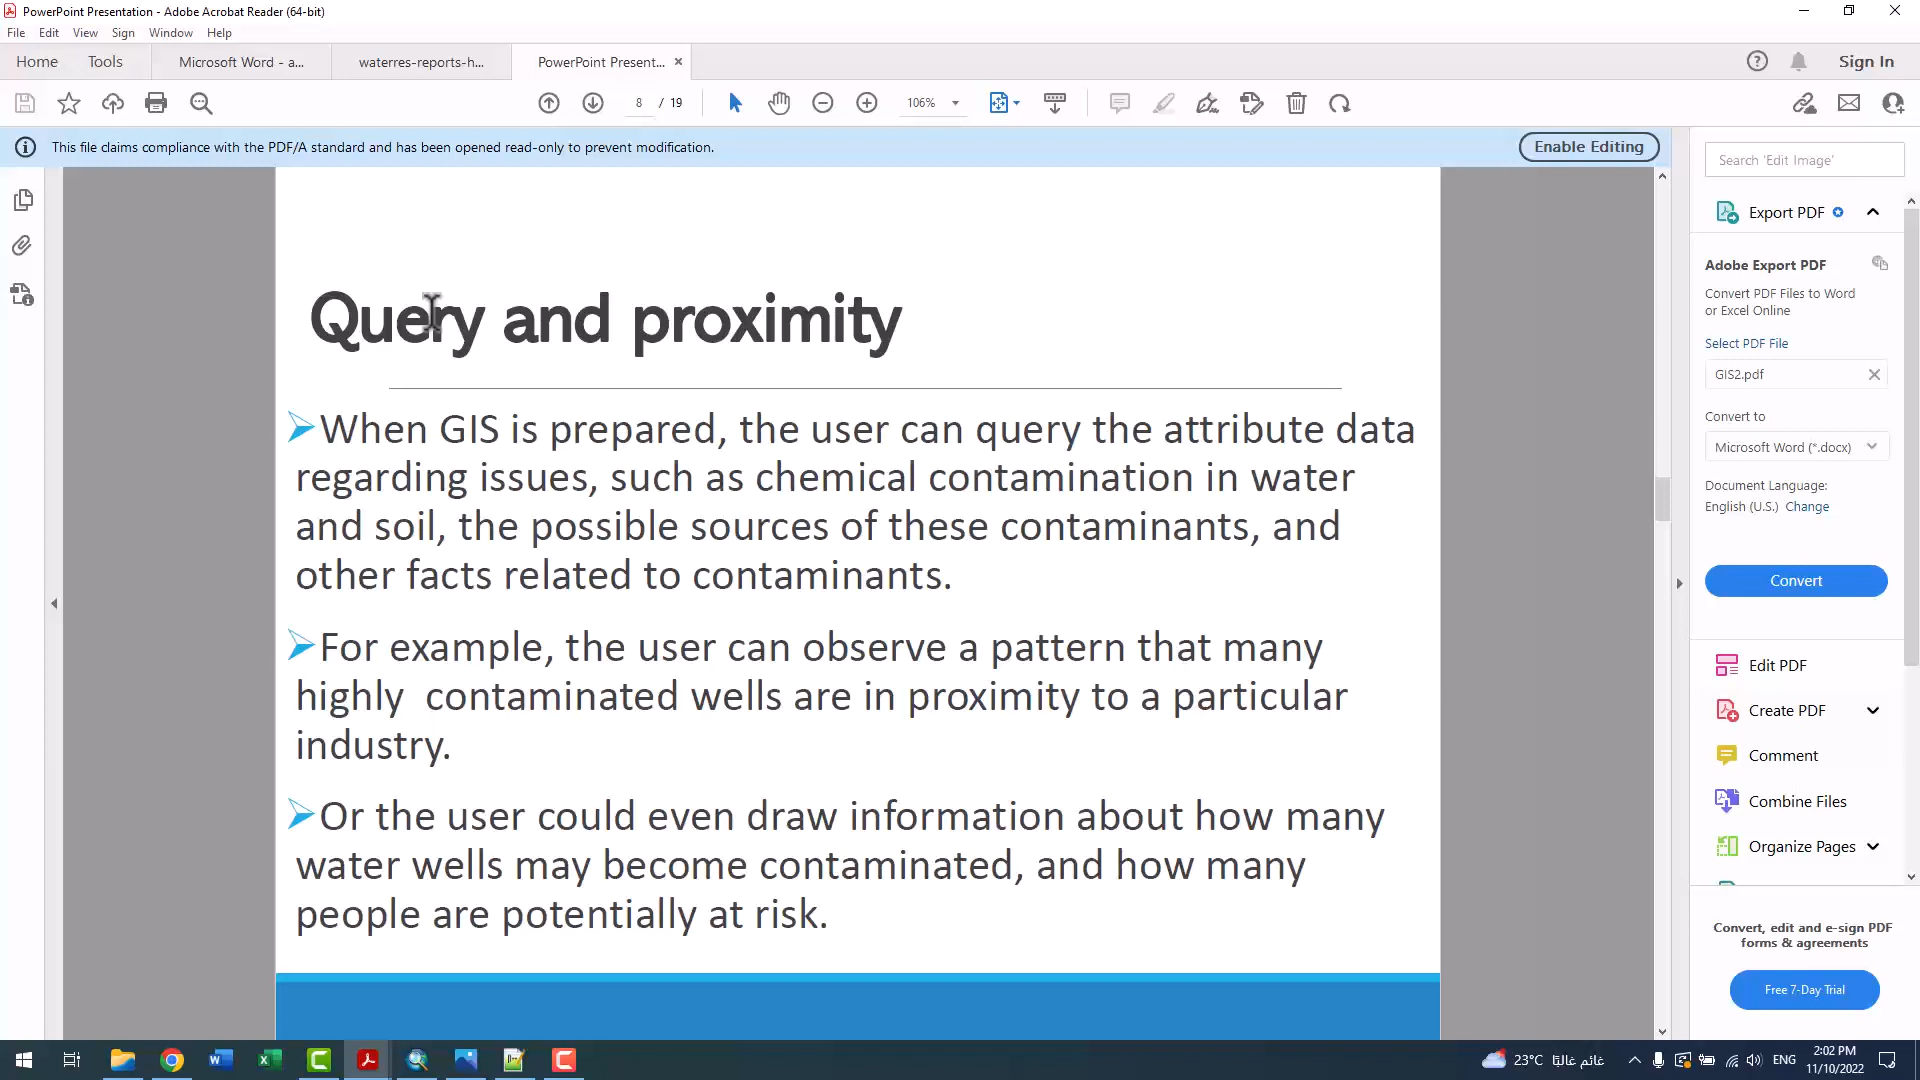 PowerPoint Presentation - Adobe Acrobat Reader (64-bit)
File Edit View Sign Window Help
Home Tools Microsoft Word - a... waterres-reports-h... PowerPoint Present... Sign In
8 / 19 106%
This file claims compliance with the PDF/A standard and has been opened read-only to prevent modification. Enable Editing
Query and proximity
When GIS is prepared, the user can query the attribute data
regarding issues, such as chemical contamination in water
and soil, the possible sources of these contaminants, and
other facts related to contaminants.
For example, the user can observe a pattern that many
highly contaminated wells are in proximity to a particular
industry.
Or the user could even draw information about how many
water wells may become contaminated, and how many
people are potentially at risk.
Search 'Edit Image'
Export PDF
Adobe Export PDF
Convert PDF Files to Word
or Excel Online
Select PDF File
GIS2.pdf
Convert to
Microsoft Word (*.docx)
Document Language:
English (U.S.) Change
Convert
Edit PDF
Create PDF
Comment
Combine Files
Organize Pages
Convert, edit and e-sign PDF
forms & agreements
Free 7-Day Trial
23°C غائم غالبًا ENG 2:02 PM
11/10/2022